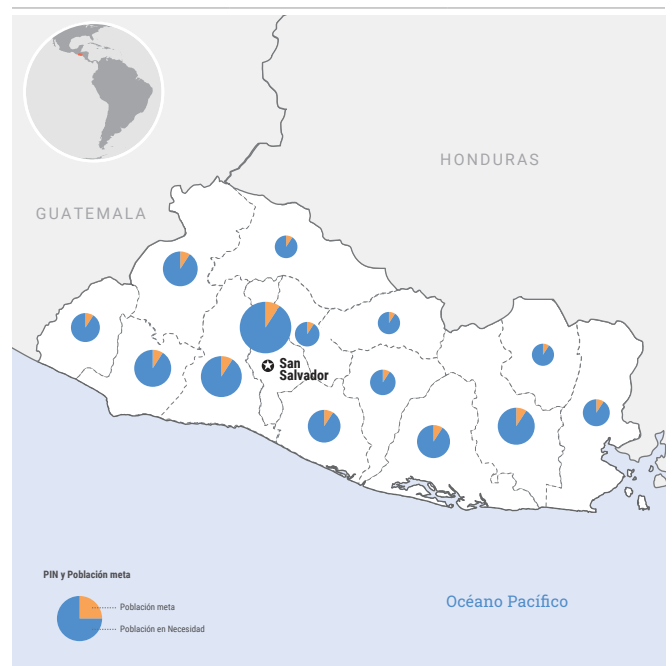 HONDURAS
GUATEMALA
San
Salvador
PIN y Población meta
Población meta
Población en Necesidad
Océano Pacífico